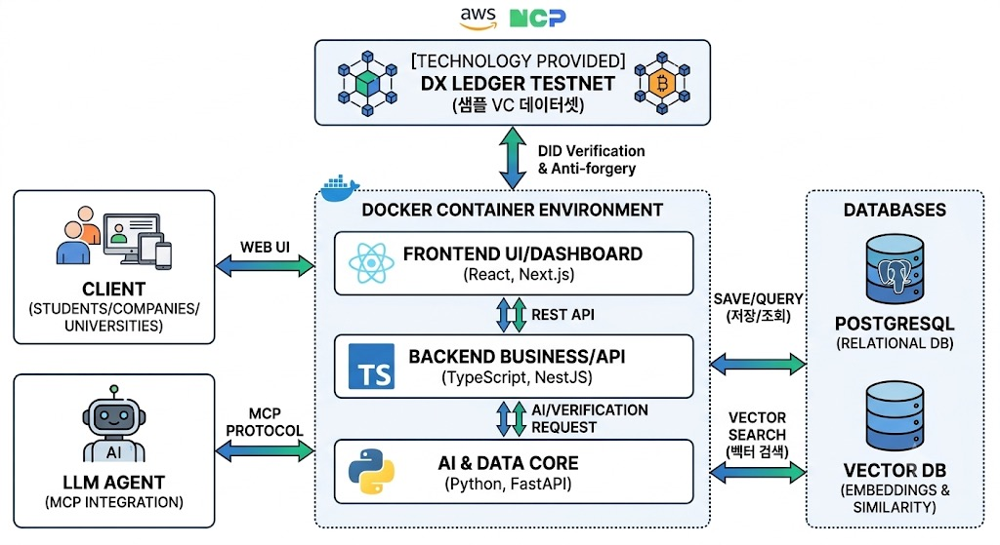 aws NCP
[TECHNOLOGY PROVIDED]
DX LEDGER TESTNET
(샘플 VC 데이터셋)
DID Verification
& Anti-forgery
CLIENT
(STUDENTS/COMPANIES/
UNIVERSITIES)
WEB UI
AI
LLM AGENT
(MCP INTEGRATION)
MCP
PROTOCOL
DOCKER CONTAINER ENVIRONMENT
FRONTEND UI/DASHBOARD
(React, Next.js)
REST API
TS
BACKEND BUSINESS/API
(TypeScript, NestJS)
AI/VERIFICATION
REQUEST
AI & DATA CORE
(Python, FastAPI)
SAVE/QUERY
(저장/조회)
VECTOR
SEARCH
(벡터 검색)
DATABASES
POSTGRESQL
(RELATIONAL DB)
VECTOR DB
(EMBEDDINGS &
SIMILARITY)